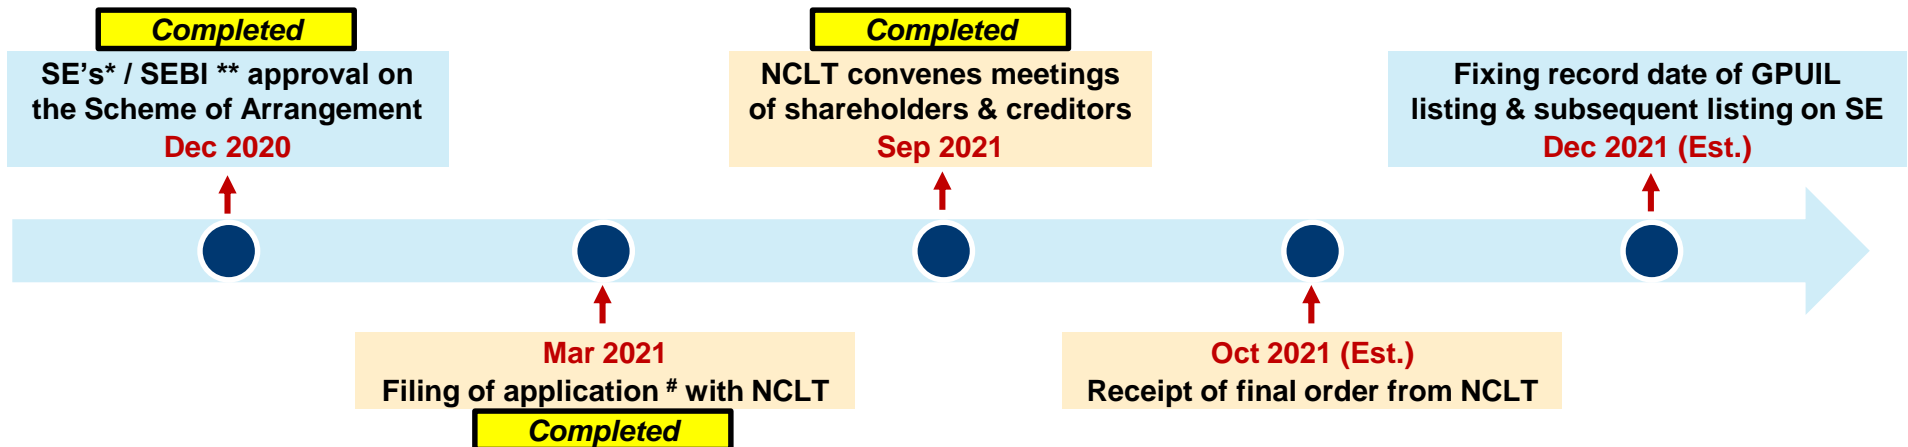 Completed
SE's* / SEBI ** approval on
the Scheme of Arrangement
Dec 2020
Mar 2021
Filing of application # with NCLT
Completed
Completed
NCLT convenes meetings
of shareholders & creditors
Sep 2021
Oct 2021 (Est.)
Receipt of final order from NCLT
Fixing record date of GPUIL
listing & subsequent listing on SE
Dec 2021 (Est.)